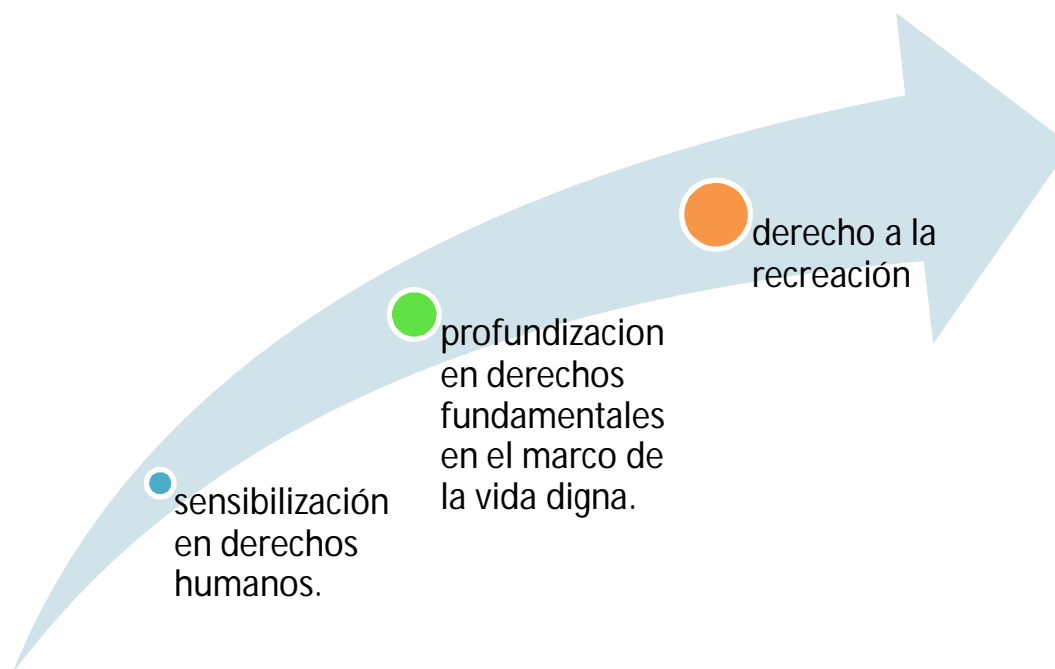 derecho a la
recreación
profundizacion
en derechos
fundamentales
en el marco de
la vida digna.
sensibilización
en derechos
humanos.